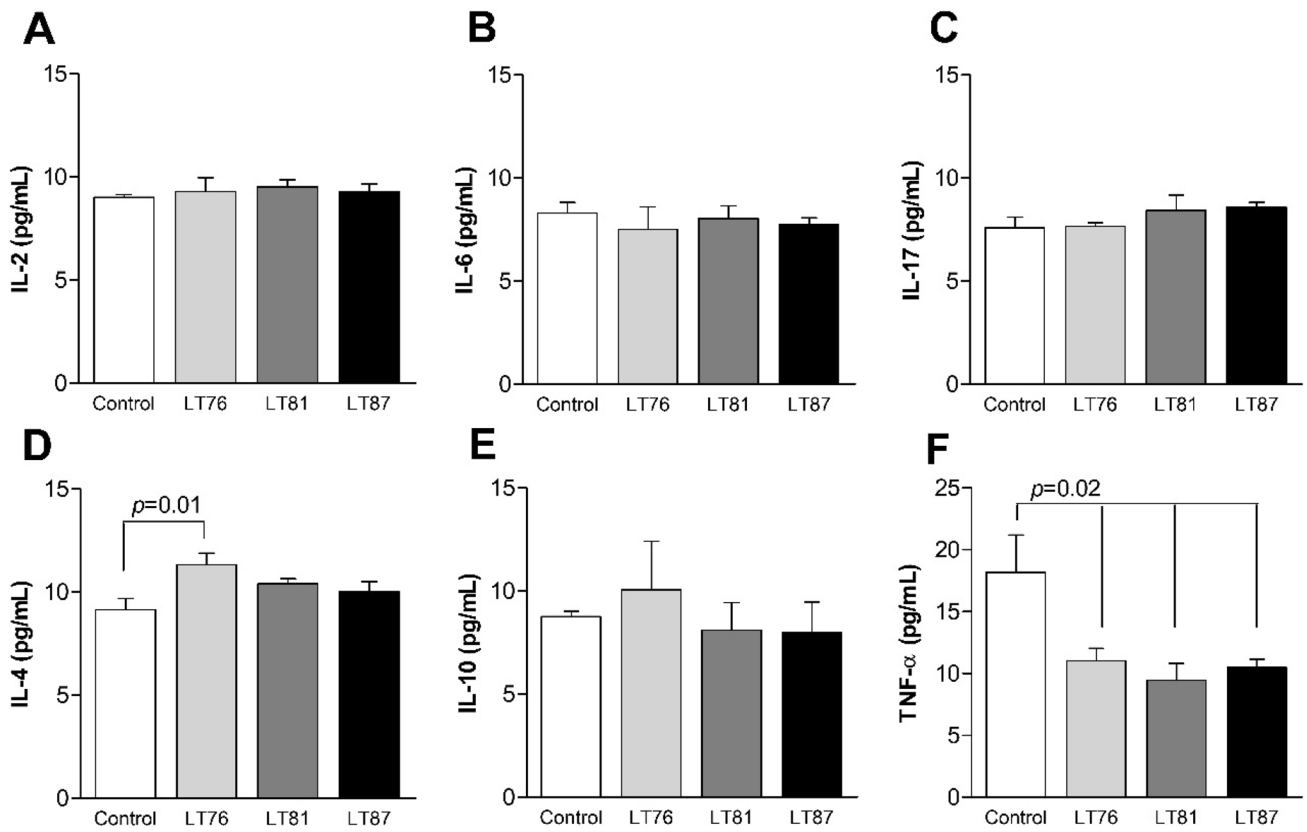 A
15
10
5
0
IL-2 (pg/mL)
Control LT76 LT81 LT87
B
15
10
5
0
IL-6 (pg/mL)
Control LT76 LT81 LT87
C
15
10
5
0
IL-17 (pg/mL)
Control LT76 LT81 LT87
D
15
10
5
0
IL-4 (pg/mL)
p=0.01
Control LT76 LT81 LT87
E
15
10
5
0
IL-10 (pg/mL)
Control LT76 LT81 LT87
F
25
20
15
10
5
0
TNF-α (pg/mL)
p=0.02
Control LT76 LT81 LT87